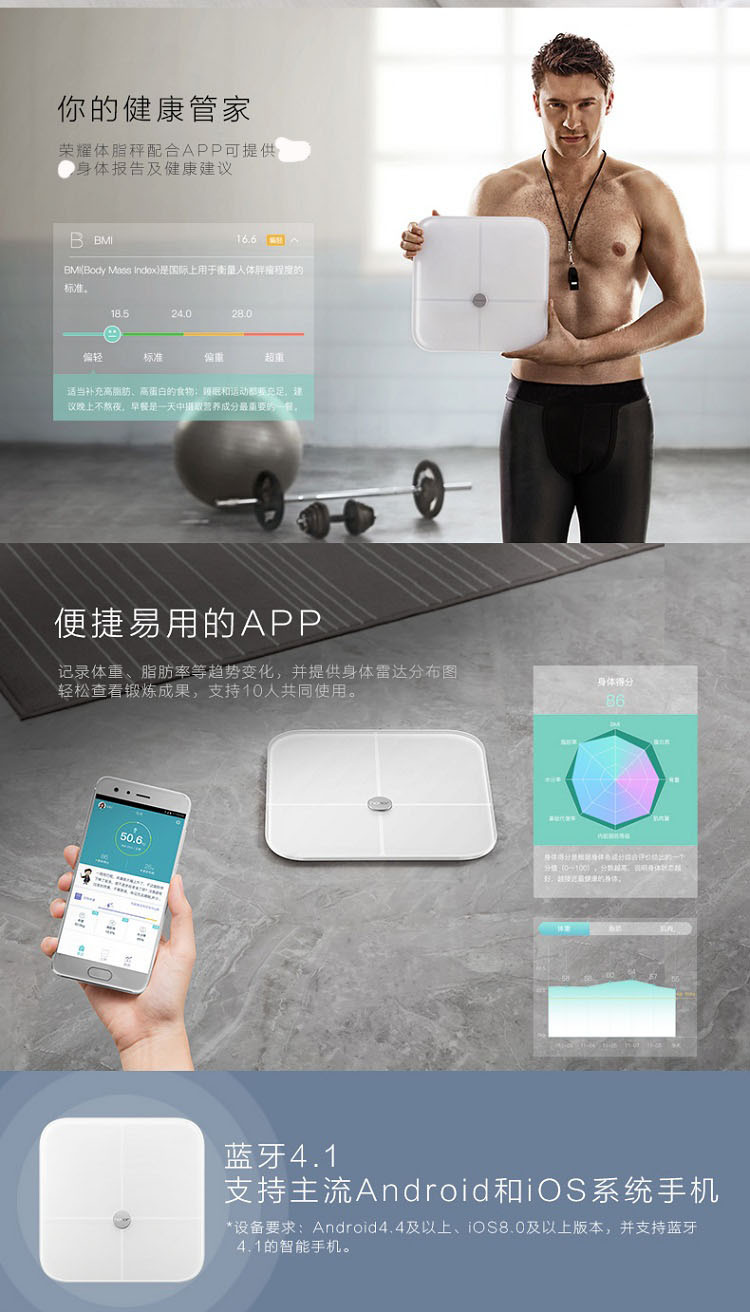 你的健康管家
荣耀体脂秤配合APP可提供
身体报告及健康建议
B BMI 16.6 偏轻
BMI(Body Mass Index)是国际上用于衡量人体胖瘦程度的
标准。
18.5 24.0 28.0
偏轻 标准 偏重 超重
适当补充高脂肪、高蛋白的食物；睡眠和运动都要充足，建
议晚上不熬夜，早餐是一天中摄取营养成分最重要的一餐。
便捷易用的APP
记录体重、脂肪率等趋势变化，并提供身体雷达分布图
轻松查看锻炼成果，支持10人共同使用。
身体得分
86
BMI
脂肪率 蛋白质
水分率 骨量
基础代谢率 肌肉量
内脏脂肪等级
身体得分是根据身体各成分综合评价给出的一个
分值（0~100），分数越高，说明身体状态越
好，越接近最健康的身体。
50.6
体重 脂肪 肌肉
58 58 60 64 57 55
蓝牙4.1
支持主流Android和iOS系统手机
*设备要求：Android4.4及以上、iOS8.0及以上版本，并支持蓝牙
4.1的智能手机。